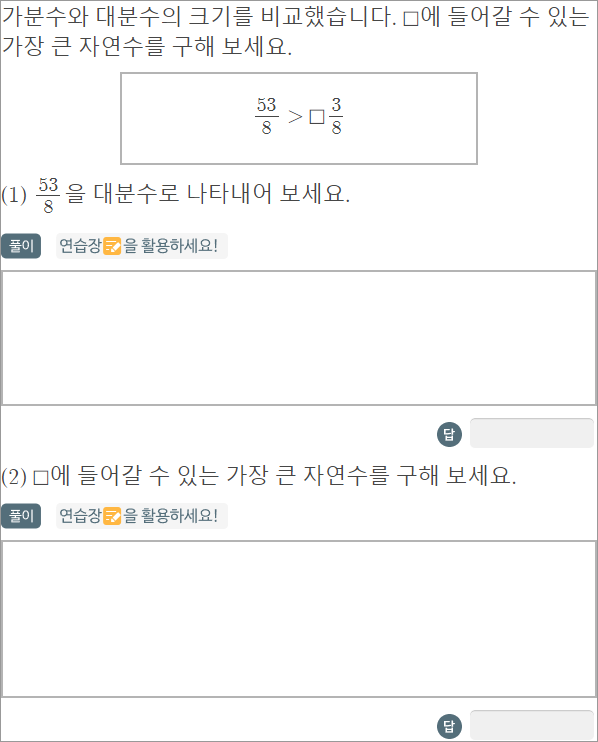 가분수와 대분수의 크기를 비교했습니다. □에 들어갈 수 있는
가장 큰 자연수를 구해 보세요.
53/8 > □ 3/8
(1) 53/8 을 대분수로 나타내어 보세요.
풀이 연습장을 활용하세요!
답
(2) □에 들어갈 수 있는 가장 큰 자연수를 구해 보세요.
풀이 연습장을 활용하세요!
답